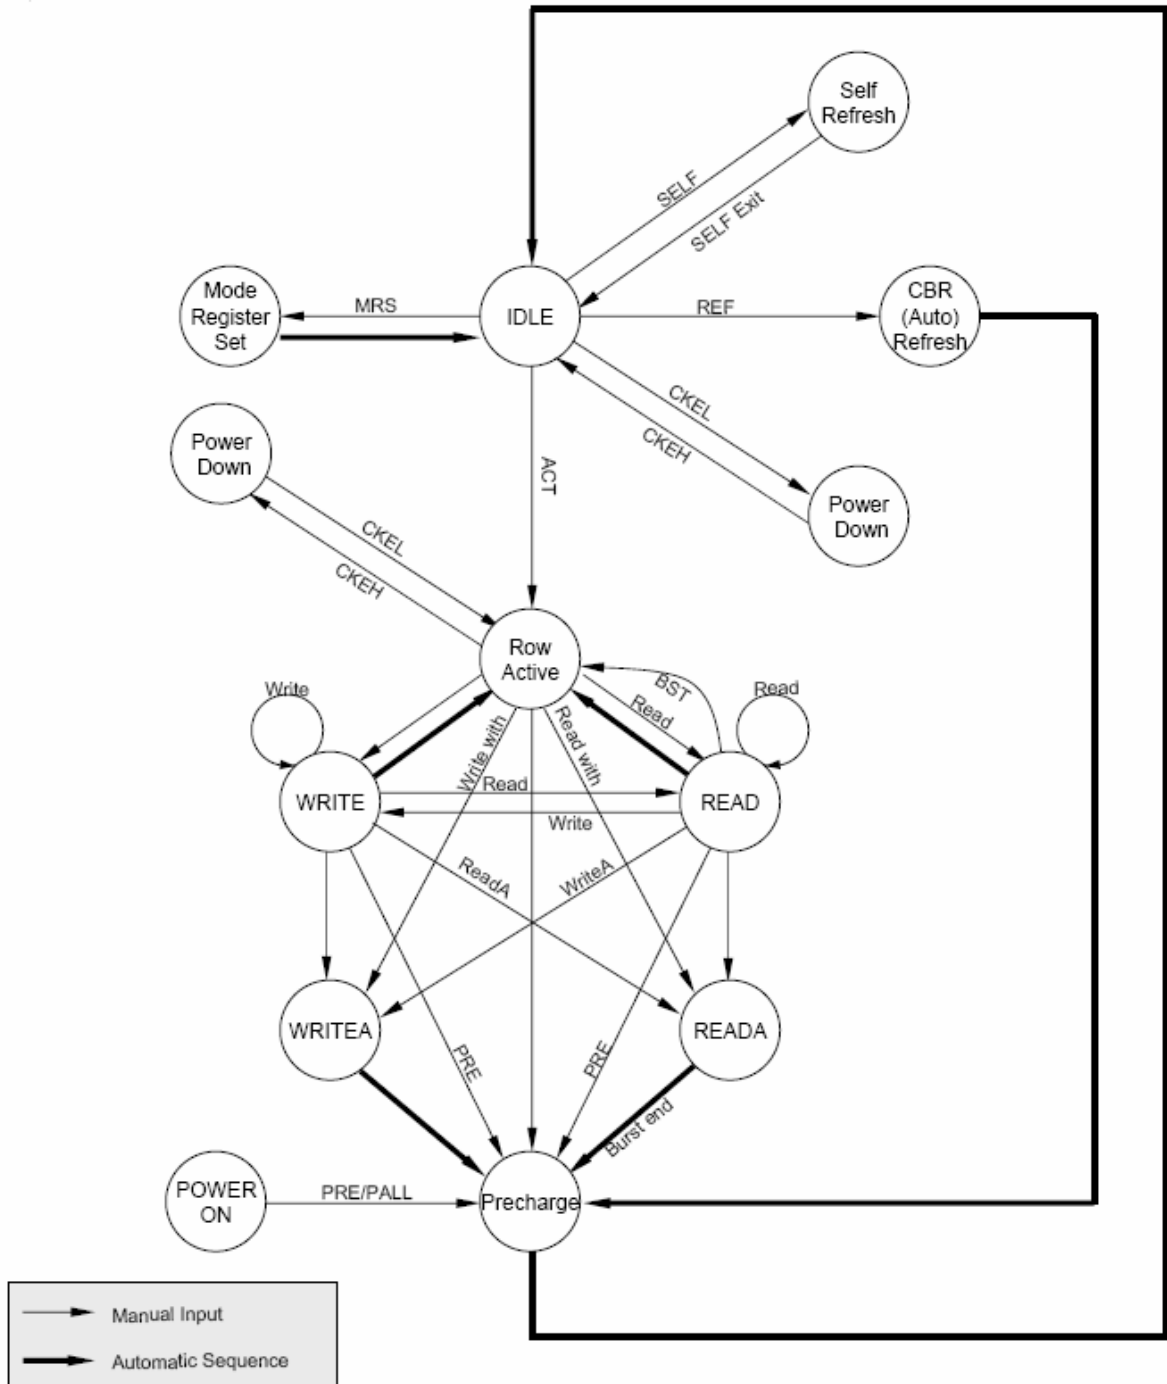 Self
Refresh
SELF
SELF Exit
Mode
Register
Set
MRS
IDLE
REF
CBR
(Auto)
Refresh
CKEL
CKEH
Power
Down
ACT
Power
Down
CKEL
CKEH
Row
Active
BST
Read
Write
Read
Write with
Read with
WRITE
Read
Write
READ
ReadA
WriteA
WRITEA
READA
PRE
PRE
Burst end
POWER
ON
PRE/PALL
Precharge
Manual Input
Automatic Sequence